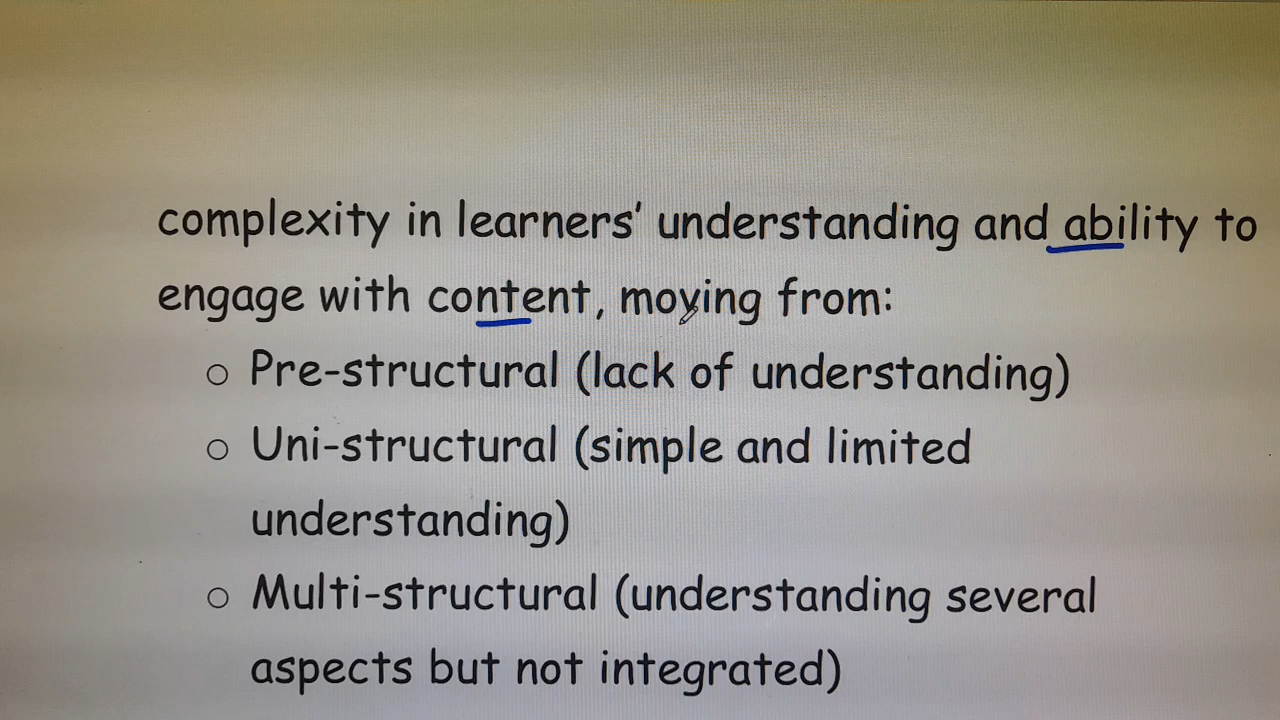 complexity in learners' understanding and ability to
engage with content, moving from:
○ Pre-structural (lack of understanding)
○ Uni-structural (simple and limited
understanding)
○ Multi-structural (understanding several
aspects but not integrated)